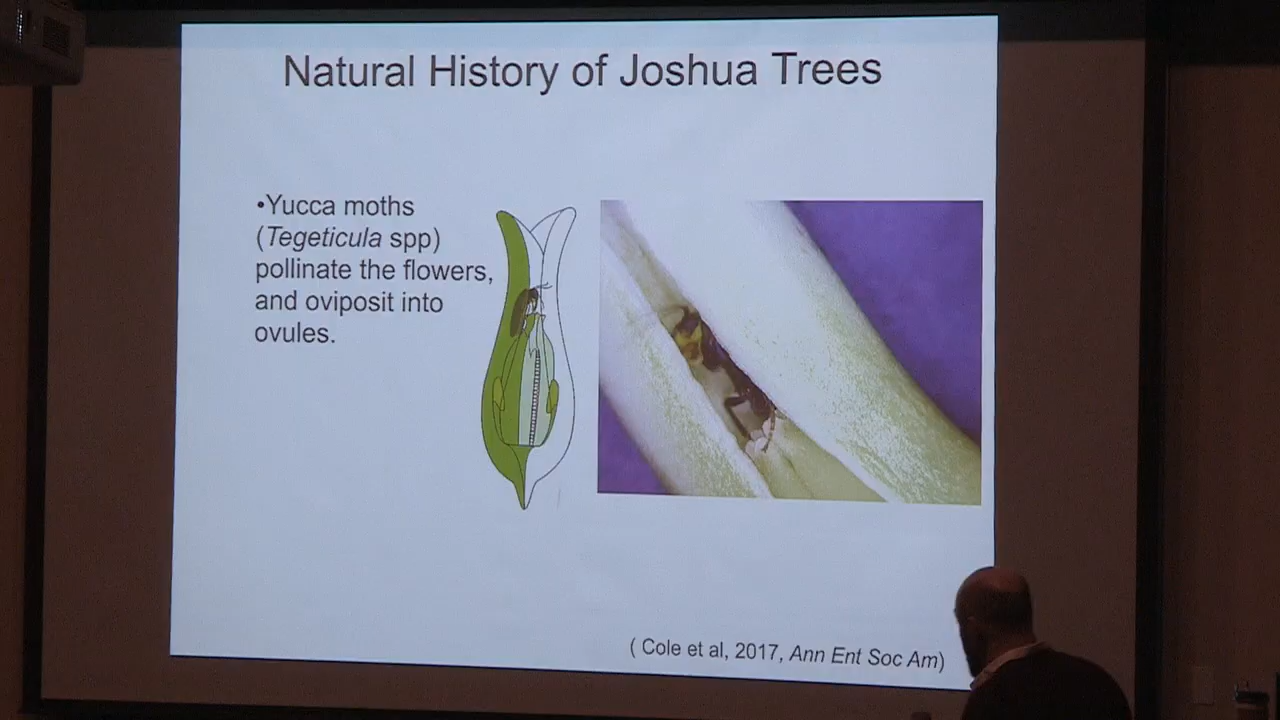 Natural History of Joshua Trees
•Yucca moths
(Tegeticula spp)
pollinate the flowers,
and oviposit into
ovules.
( Cole et al, 2017, Ann Ent Soc Am)